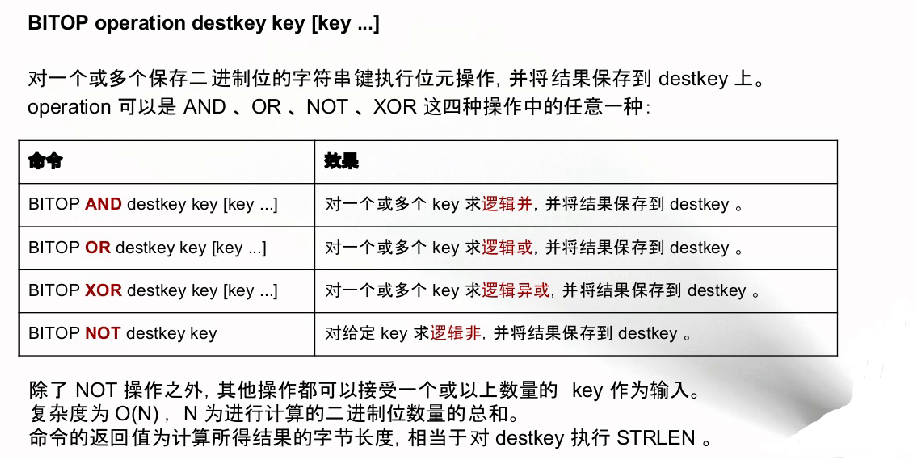 BITOP operation destkey key [key ...]
对一个或多个保存二进制位的字符串键执行位元操作, 并将结果保存到 destkey 上。
operation 可以是 AND 、OR 、NOT 、XOR 这四种操作中的任意一种:
命令 效果
BITOP AND destkey key [key ...] 对一个或多个 key 求逻辑并, 并将结果保存到 destkey 。
BITOP OR destkey key [key ...] 对一个或多个 key 求逻辑或, 并将结果保存到 destkey 。
BITOP XOR destkey key [key ...] 对一个或多个 key 求逻辑异或, 并将结果保存到 destkey 。
BITOP NOT destkey key 对给定 key 求逻辑非, 并将结果保存到 destkey 。
除了 NOT 操作之外, 其他操作都可以接受一个或以上数量的 key 作为输入。
复杂度为 O(N) , N 为进行计算的二进制位数量的总和。
命令的返回值为计算所得结果的字节长度, 相当于对 destkey 执行 STRLEN 。